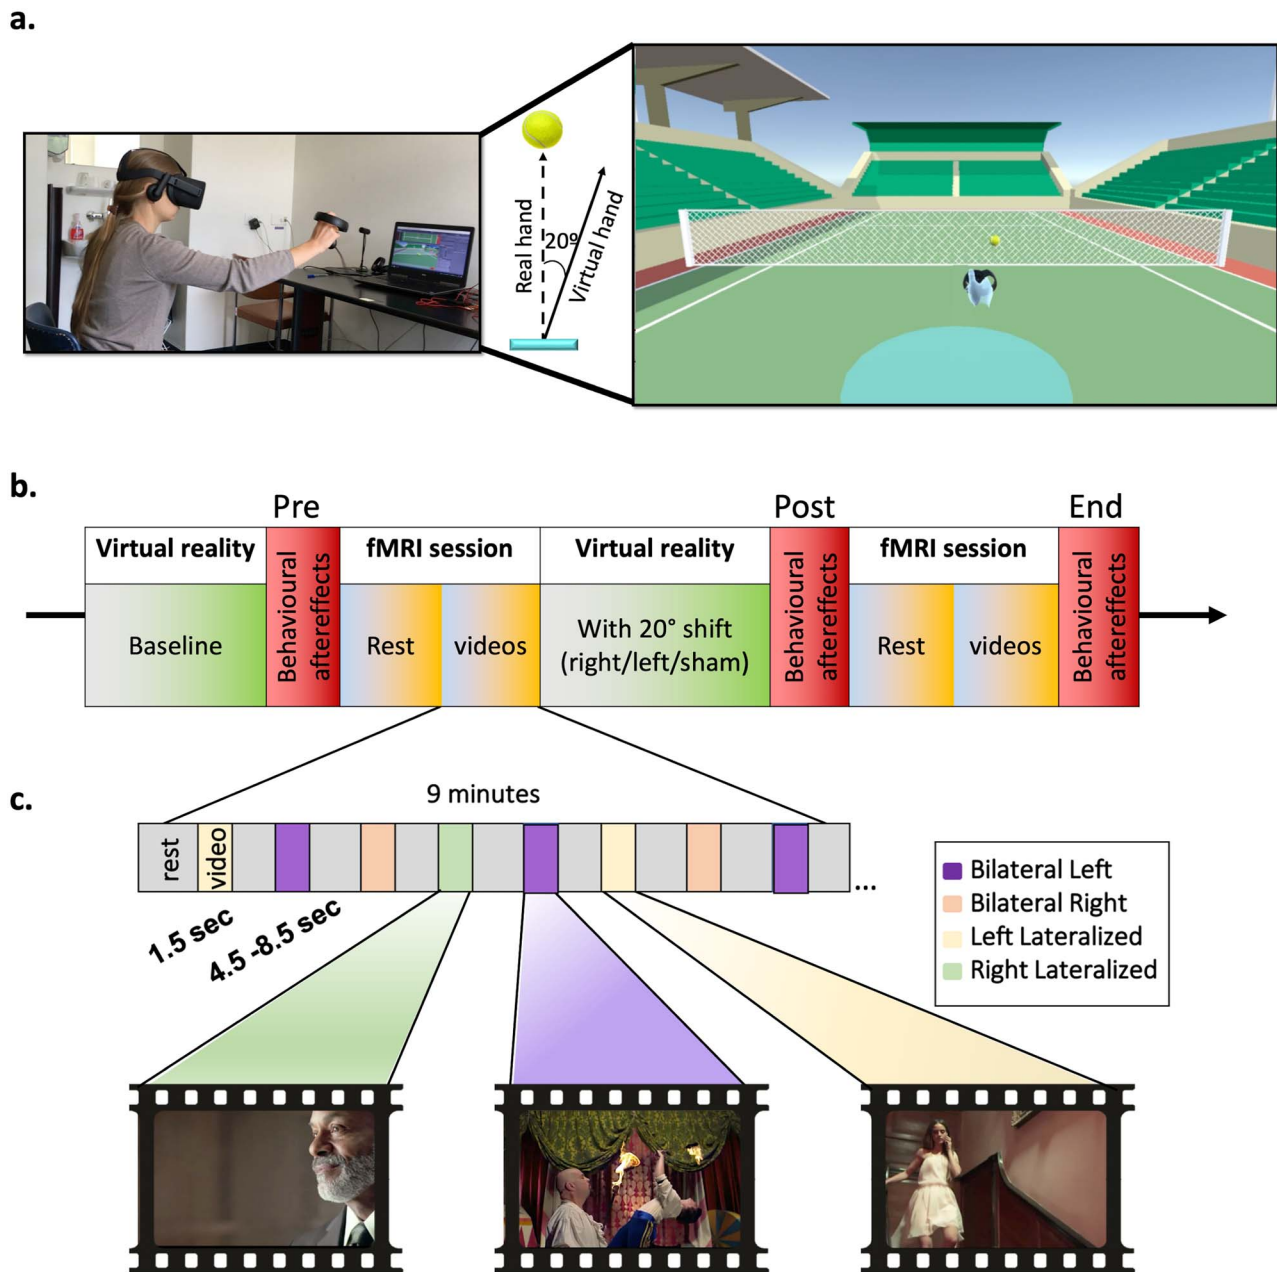 a.
Real hand
20º
Virtual hand
b.
Pre
Post
End
Virtual reality
fMRI session
Virtual reality
fMRI session
Behavioural
aftereffects
Behavioural
aftereffects
Behavioural
aftereffects
Baseline
Rest
videos
With 20° shift
(right/left/sham)
Rest
videos
c.
9 minutes
rest
video
...
1.5 sec
4.5 -8.5 sec
Bilateral Left
Bilateral Right
Left Lateralized
Right Lateralized